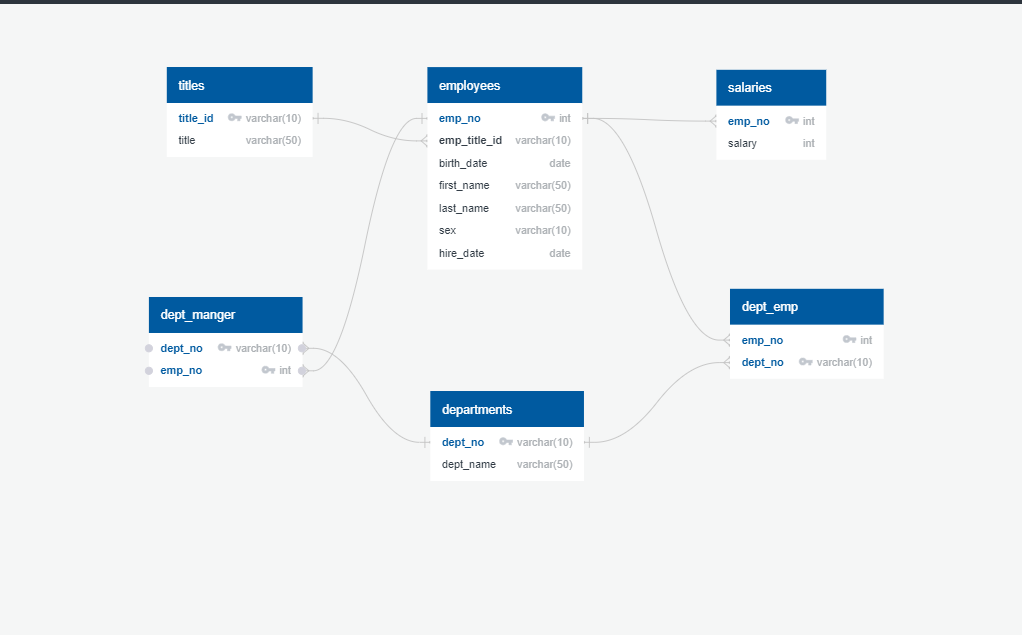 titles
title_id varchar(10)
title varchar(50)
employees
emp_no int
emp_title_id varchar(10)
birth_date date
first_name varchar(50)
last_name varchar(50)
sex varchar(10)
hire_date date
salaries
emp_no int
salary int
dept_manger
dept_no varchar(10)
emp_no int
departments
dept_no varchar(10)
dept_name varchar(50)
dept_emp
emp_no int
dept_no varchar(10)